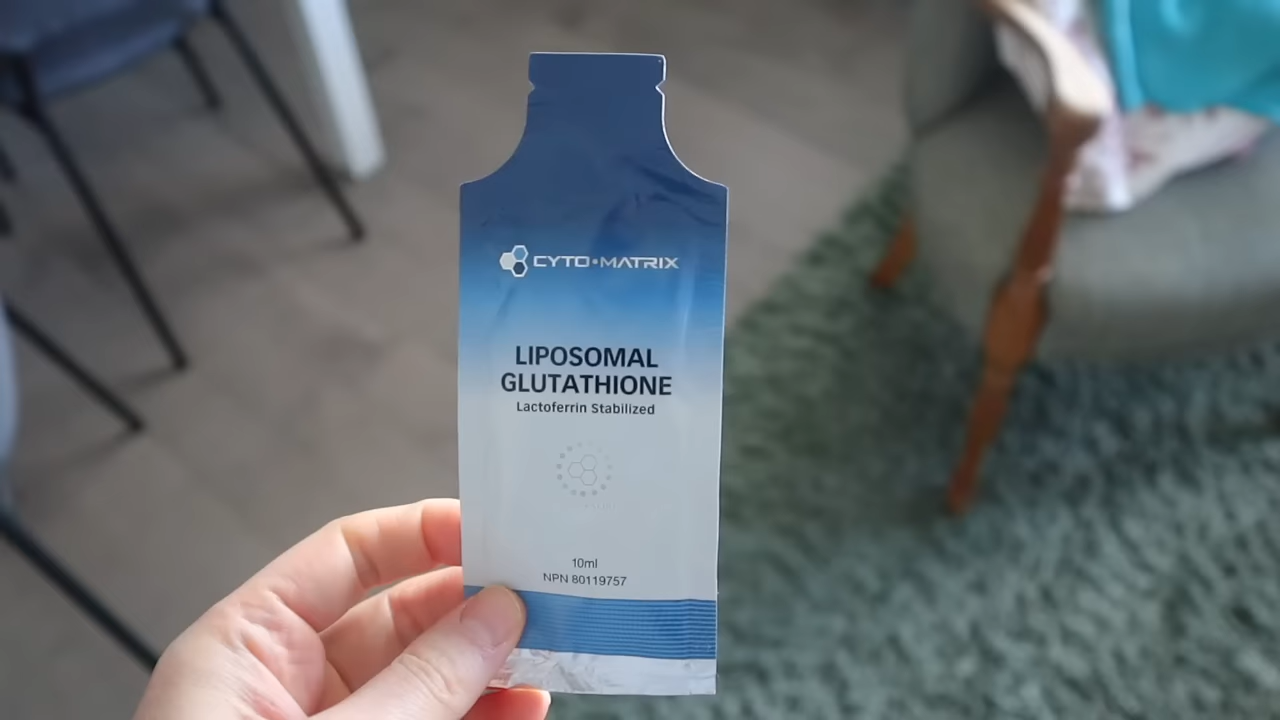 CYTO•MATRIX
LIPOSOMAL
GLUTATHIONE
Lactoferrin Stabilized
10ml
NPN 80119757